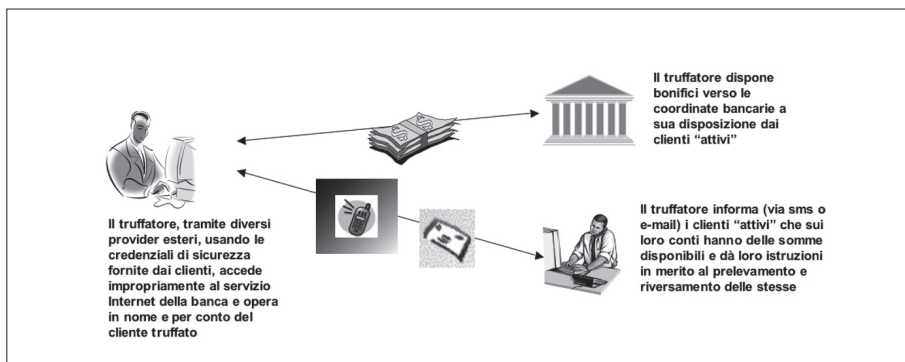 Il truffatore dispone
bonifici verso le
coordinate bancarie a
sua disposizione dai
clienti “attivi”
Il truffatore, tramite diversi
provider esteri, usando le
credenziali di sicurezza
fornite dai clienti, accede
impropriamente al servizio
Internet della banca e opera
in nome e per conto del
cliente truffato
Il truffatore informa (via sms o
e-mail) i clienti “attivi” che sui
loro conti hanno delle somme
disponibili e dà loro istruzioni
in merito al prelevamento e
riversamento delle stesse